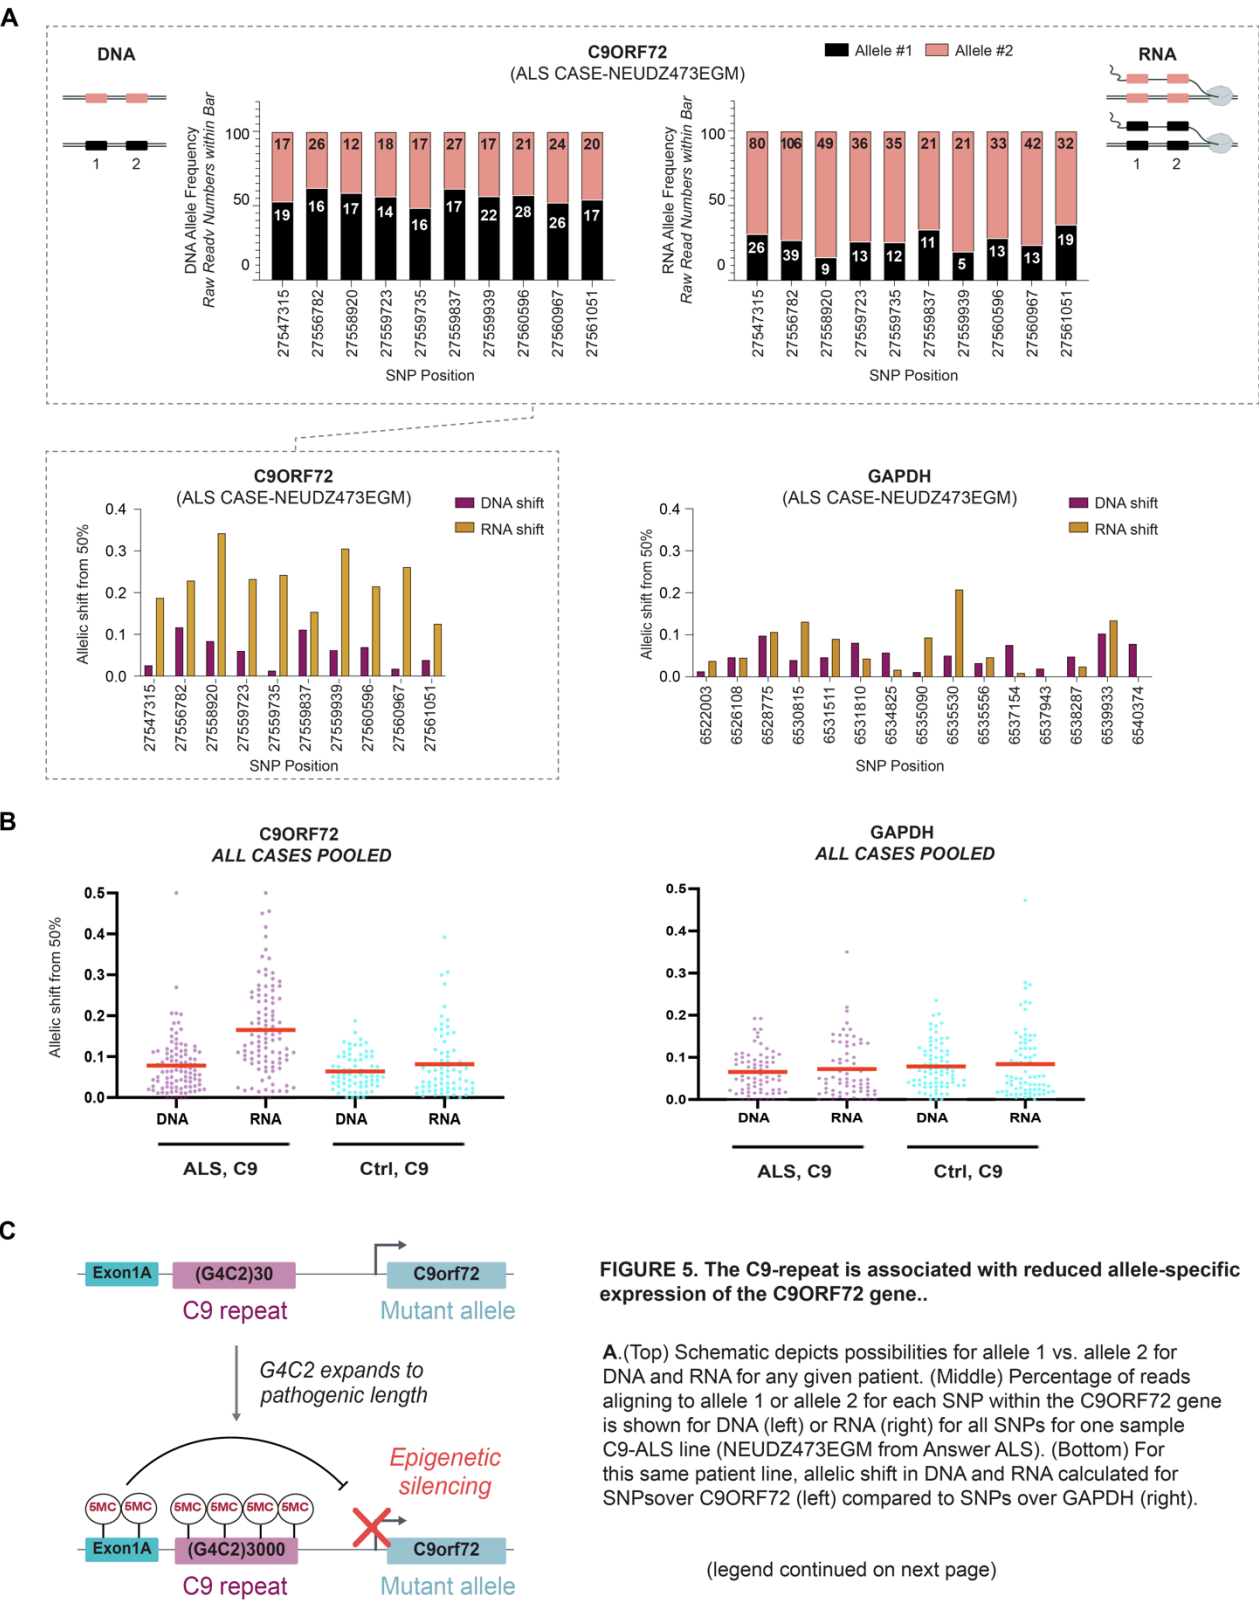 A
DNA
1 2
C9ORF72
(ALS CASE-NEUDZ473EGM)
Allele #1
Allele #2
RNA
1 2
DNA Allele Frequency
Raw Readv Numbers within Bar
100
50
0
17 26 12 18 17 27 17 21 24 20
19 16 17 14 16 17 22 28 26 17
27547315 27556782 27558920 27559723 27559735 27559837 27559939 27560596 27560967 27561051
SNP Position
RNA Allele Frequency
Raw Read Numbers within Bar
100
50
0
80 106 49 36 35 21 21 33 42 32
26 39 9 13 12 11 5 13 13 19
27547315 27556782 27558920 27559723 27559735 27559837 27559939 27560596 27560967 27561051
SNP Position
C9ORF72
(ALS CASE-NEUDZ473EGM)
DNA shift
RNA shift
Allelic shift from 50%
0.4
0.3
0.2
0.1
0.0
27547315 27556782 27558920 27559723 27559735 27559837 27559939 27560596 27560967 27561051
SNP Position
GAPDH
(ALS CASE-NEUDZ473EGM)
DNA shift
RNA shift
Allelic shift from 50%
0.4
0.3
0.2
0.1
0.0
6522003 6526108 6528775 6530815 6531511 6531810 6534825 6535090 6535530 6535556 6537154 6537943 6538287 6539933 6540374
SNP Position
B
C9ORF72
ALL CASES POOLED
Allelic shift from 50%
0.5
0.4
0.3
0.2
0.1
0.0
DNA RNA DNA RNA
ALS, C9 Ctrl, C9
GAPDH
ALL CASES POOLED
0.5
0.4
0.3
0.2
0.1
0.0
DNA RNA DNA RNA
ALS, C9 Ctrl, C9
C
Exon1A (G4C2)30 C9orf72
C9 repeat Mutant allele
G4C2 expands to
pathogenic length
Epigenetic
silencing
5MC 5MC 5MC 5MC 5MC 5MC
Exon1A (G4C2)3000 C9orf72
C9 repeat Mutant allele
FIGURE 5. The C9-repeat is associated with reduced allele-specific
expression of the C9ORF72 gene..
A.(Top) Schematic depicts possibilities for allele 1 vs. allele 2 for
DNA and RNA for any given patient. (Middle) Percentage of reads
aligning to allele 1 or allele 2 for each SNP within the C9ORF72 gene
is shown for DNA (left) or RNA (right) for all SNPs for one sample
C9-ALS line (NEUDZ473EGM from Answer ALS). (Bottom) For
this same patient line, allelic shift in DNA and RNA calculated for
SNPsover C9ORF72 (left) compared to SNPs over GAPDH (right).
(legend continued on next page)